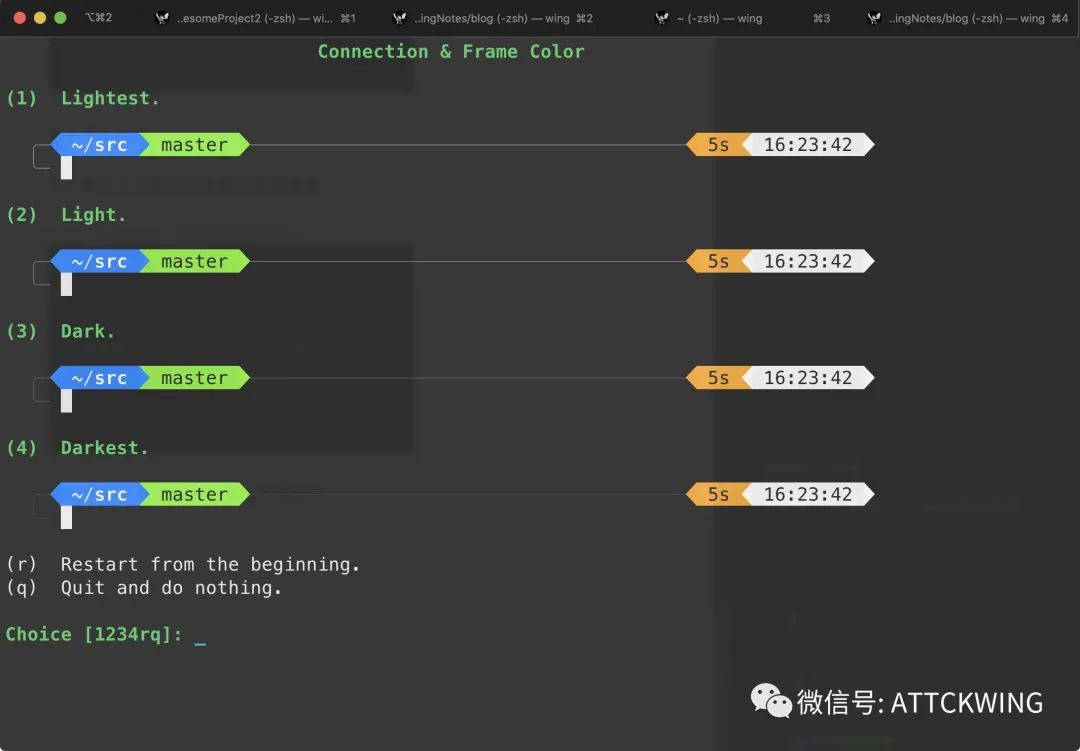 ⌥⌘2 ..esomeProject2 (-zsh) — wi... ⌘1 ..ingNotes/blog (-zsh) — wing ⌘2 ~ (-zsh) — wing ⌘3 ..ingNotes/blog (-zsh) — wing ⌘4
Connection & Frame Color
(1) Lightest.
~/src master 5s 16:23:42
(2) Light.
~/src master 5s 16:23:42
(3) Dark.
~/src master 5s 16:23:42
(4) Darkest.
~/src master 5s 16:23:42
(r) Restart from the beginning.
(q) Quit and do nothing.
Choice [1234rq]: _
微信号: ATTCKWING